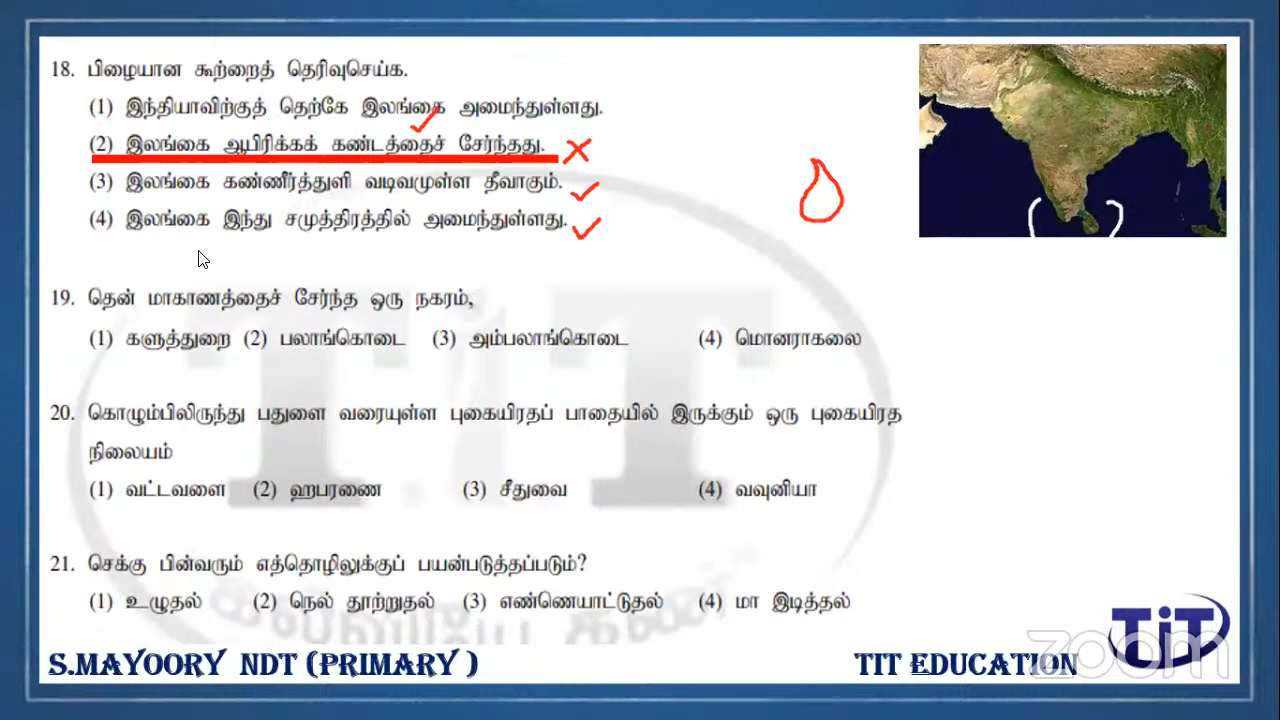 18. பிழையான கூற்றைத் தெரிவுசெய்க.
(1) இந்தியாவிற்குத் தெற்கே இலங்கை அமைந்துள்ளது.
(2) இலங்கை ஆபிரிக்கக் கண்டத்தைச் சேர்ந்தது.
(3) இலங்கை கண்ணீர்த்துளி வடிவமுள்ள தீவாகும்.
(4) இலங்கை இந்து சமுத்திரத்தில் அமைந்துள்ளது.
19. தென் மாகாணத்தைச் சேர்ந்த ஒரு நகரம்,
(1) களுத்துறை (2) பலாங்கொடை (3) அம்பலாங்கொடை (4) மொனராகலை
20. கொழும்பிலிருந்து பதுளை வரையுள்ள புகையிரதப் பாதையில் இருக்கும் ஒரு புகையிரத
நிலையம்
(1) வட்டவளை (2) ஹபரணை (3) சீதுவை (4) வவுனியா
21. செக்கு பின்வரும் எத்தொழிலுக்குப் பயன்படுத்தப்படும்?
(1) உழுதல் (2) நெல் தூற்றுதல் (3) எண்ணெயாட்டுதல் (4) மா இடித்தல்
TiT
zoom
S.MAYOORY NDT (PRIMARY ) TIT EDUCATION